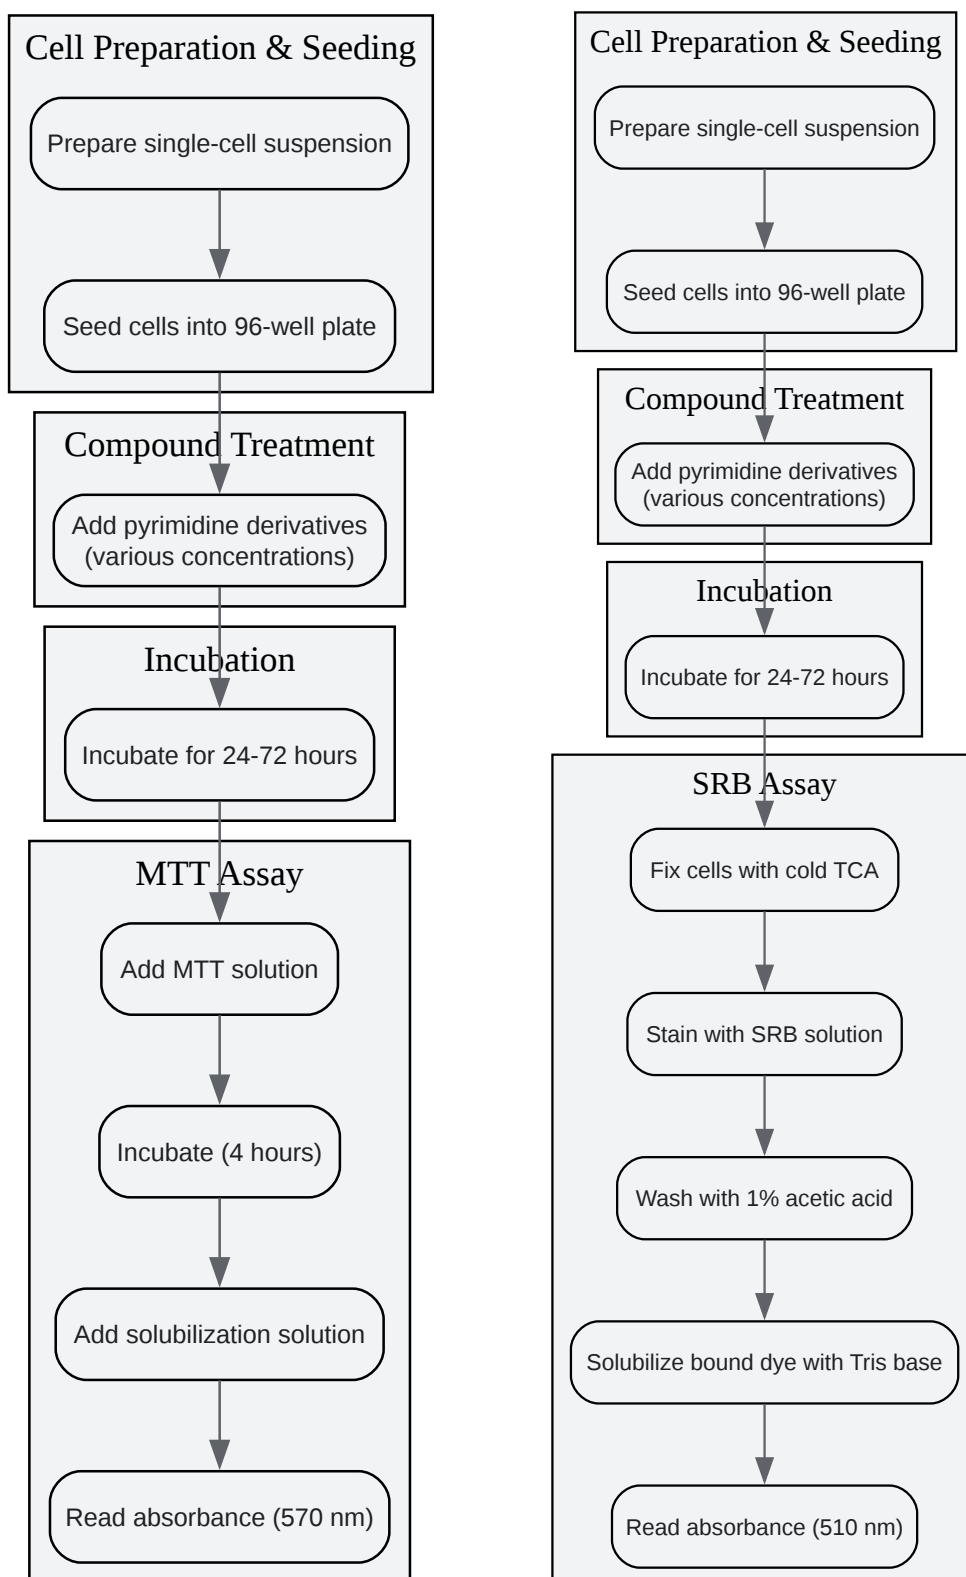 Cell Preparation & Seeding
Prepare single-cell suspension
Seed cells into 96-well plate
Compound Treatment
Add pyrimidine derivatives
(various concentrations)
Incubation
Incubate for 24-72 hours
MTT Assay
Add MTT solution
Incubate (4 hours)
Add solubilization solution
Read absorbance (570 nm)
Cell Preparation & Seeding
Prepare single-cell suspension
Seed cells into 96-well plate
Compound Treatment
Add pyrimidine derivatives
(various concentrations)
Incubation
Incubate for 24-72 hours
SRB Assay
Fix cells with cold TCA
Stain with SRB solution
Wash with 1% acetic acid
Solubilize bound dye with Tris base
Read absorbance (510 nm)